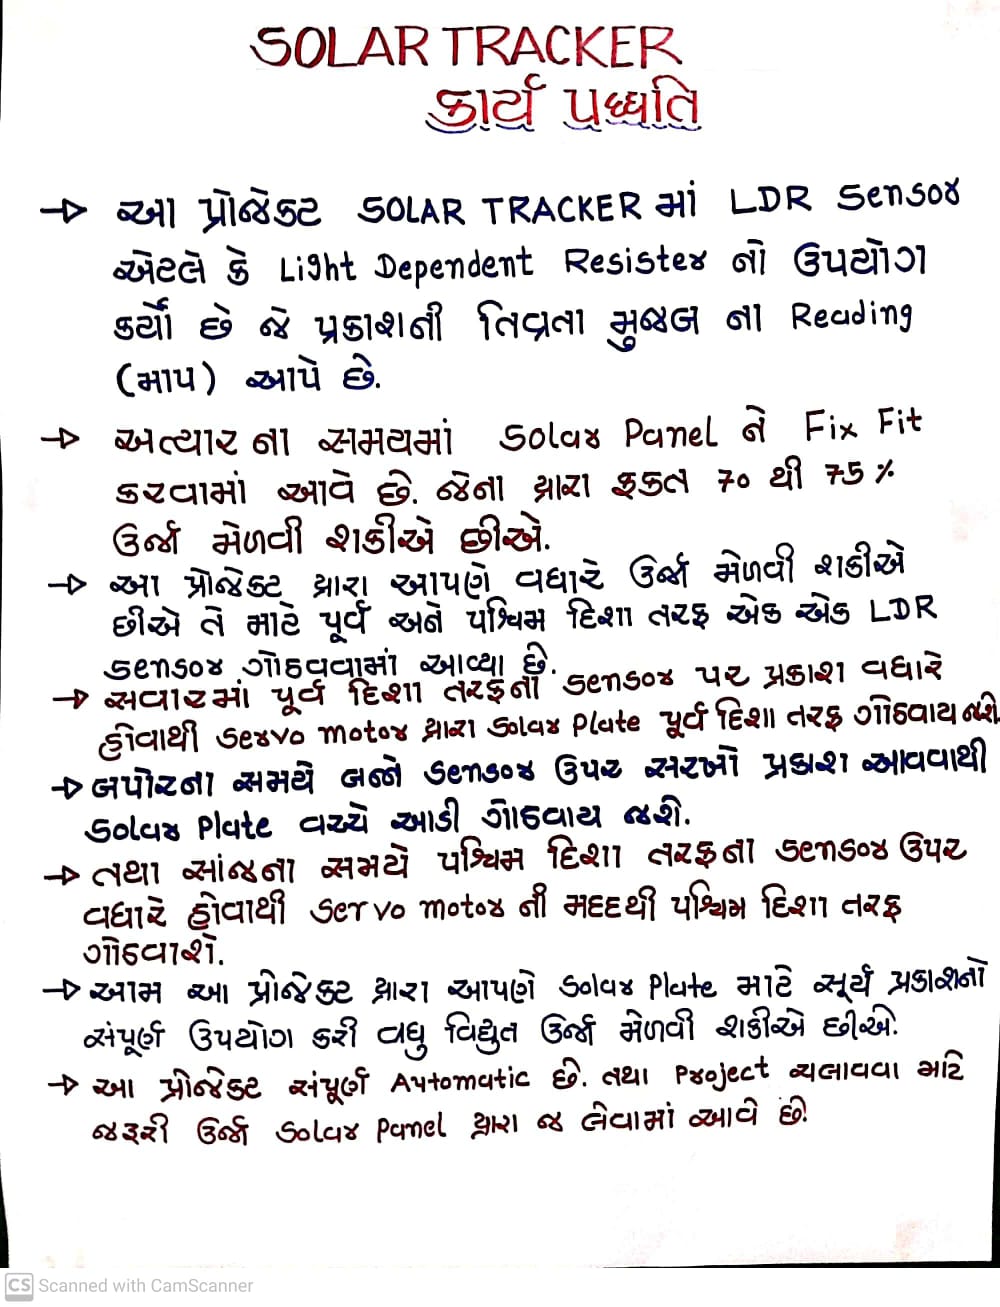 SOLAR TRACKER
કાર્ય પધ્ધતિ
→ આ પ્રોજેક્ટ SOLAR TRACKER માં LDR Sensor
એટલે કે Light Dependent Resister નો ઉપયોગ
કર્યો છે જે પ્રકાશની તિવ્રતા મુજબ ના Reading
(માપ) આપે છે.
→ અત્યાર ના સમયમાં Solar Panel ને Fix Fit
કરવામાં આવે છે. જેના દ્વારા ફક્ત 70 થી 75 %
ઉર્જા મેળવી શકીએ છીએ.
→ આ પ્રોજેક્ટ દ્વારા આપણે વધારે ઉર્જા મેળવી શકીએ
છીએ તે માટે પૂર્વ અને પશ્ચિમ દિશા તરફ એક એક LDR
Sensor ગોઠવવામાં આવ્યા છે.
→ સવારમાં પૂર્વ દિશા તરફના Sensor પર પ્રકાશ વધારે
હોવાથી Servo motor દ્વારા Solar Plate પૂર્વ દિશા તરફ ગોઠવાય જશે.
→ બપોરના સમયે બન્ને Sensor ઉપર સરખો પ્રકાશ આવવાથી
Solar Plate વચ્ચે આડી ગોઠવાય જશે.
→ તથા સાંજના સમયે પશ્ચિમ દિશા તરફના Sensor ઉપર
વધારે હોવાથી Servo motor ની મદદથી પશ્ચિમ દિશા તરફ
ગોઠવાશે.
→ આમ આ પ્રોજેક્ટ દ્વારા આપણે Solar Plate માટે સૂર્ય પ્રકાશનો
સંપૂર્ણ ઉપયોગ કરી વધુ વિદ્યુત ઉર્જા મેળવી શકીએ છીએ.
→ આ પ્રોજેક્ટ સંપૂર્ણ Automatic છે. તથા Project ચલાવવા માટે
જરૂરી ઉર્જા Solar Panel દ્વારા જ લેવામાં આવે છે.
CS Scanned with CamScanner